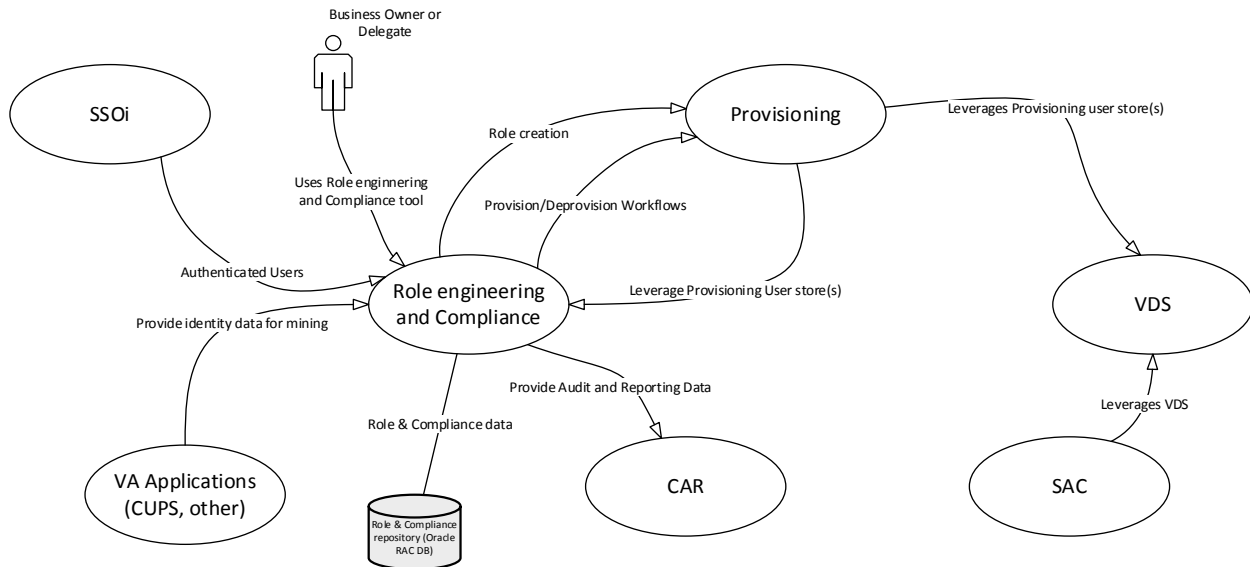 Business Owner or
Delegate
SSOi
Provisioning
Leverages Provisioning user store(s)
Role creation
Uses Role enginnering
and Compliance tool
Provision/Deprovision Workflows
Authenticated Users
Leverage Provisioning User store(s)
Role engineering
and Compliance
VDS
Provide identity data for mining
Provide Audit and Reporting Data
Leverages VDS
Role & Compliance data
VA Applications
(CUPS, other)
CAR
SAC
Role & Compliance
repository (Oracle
RAC DB)